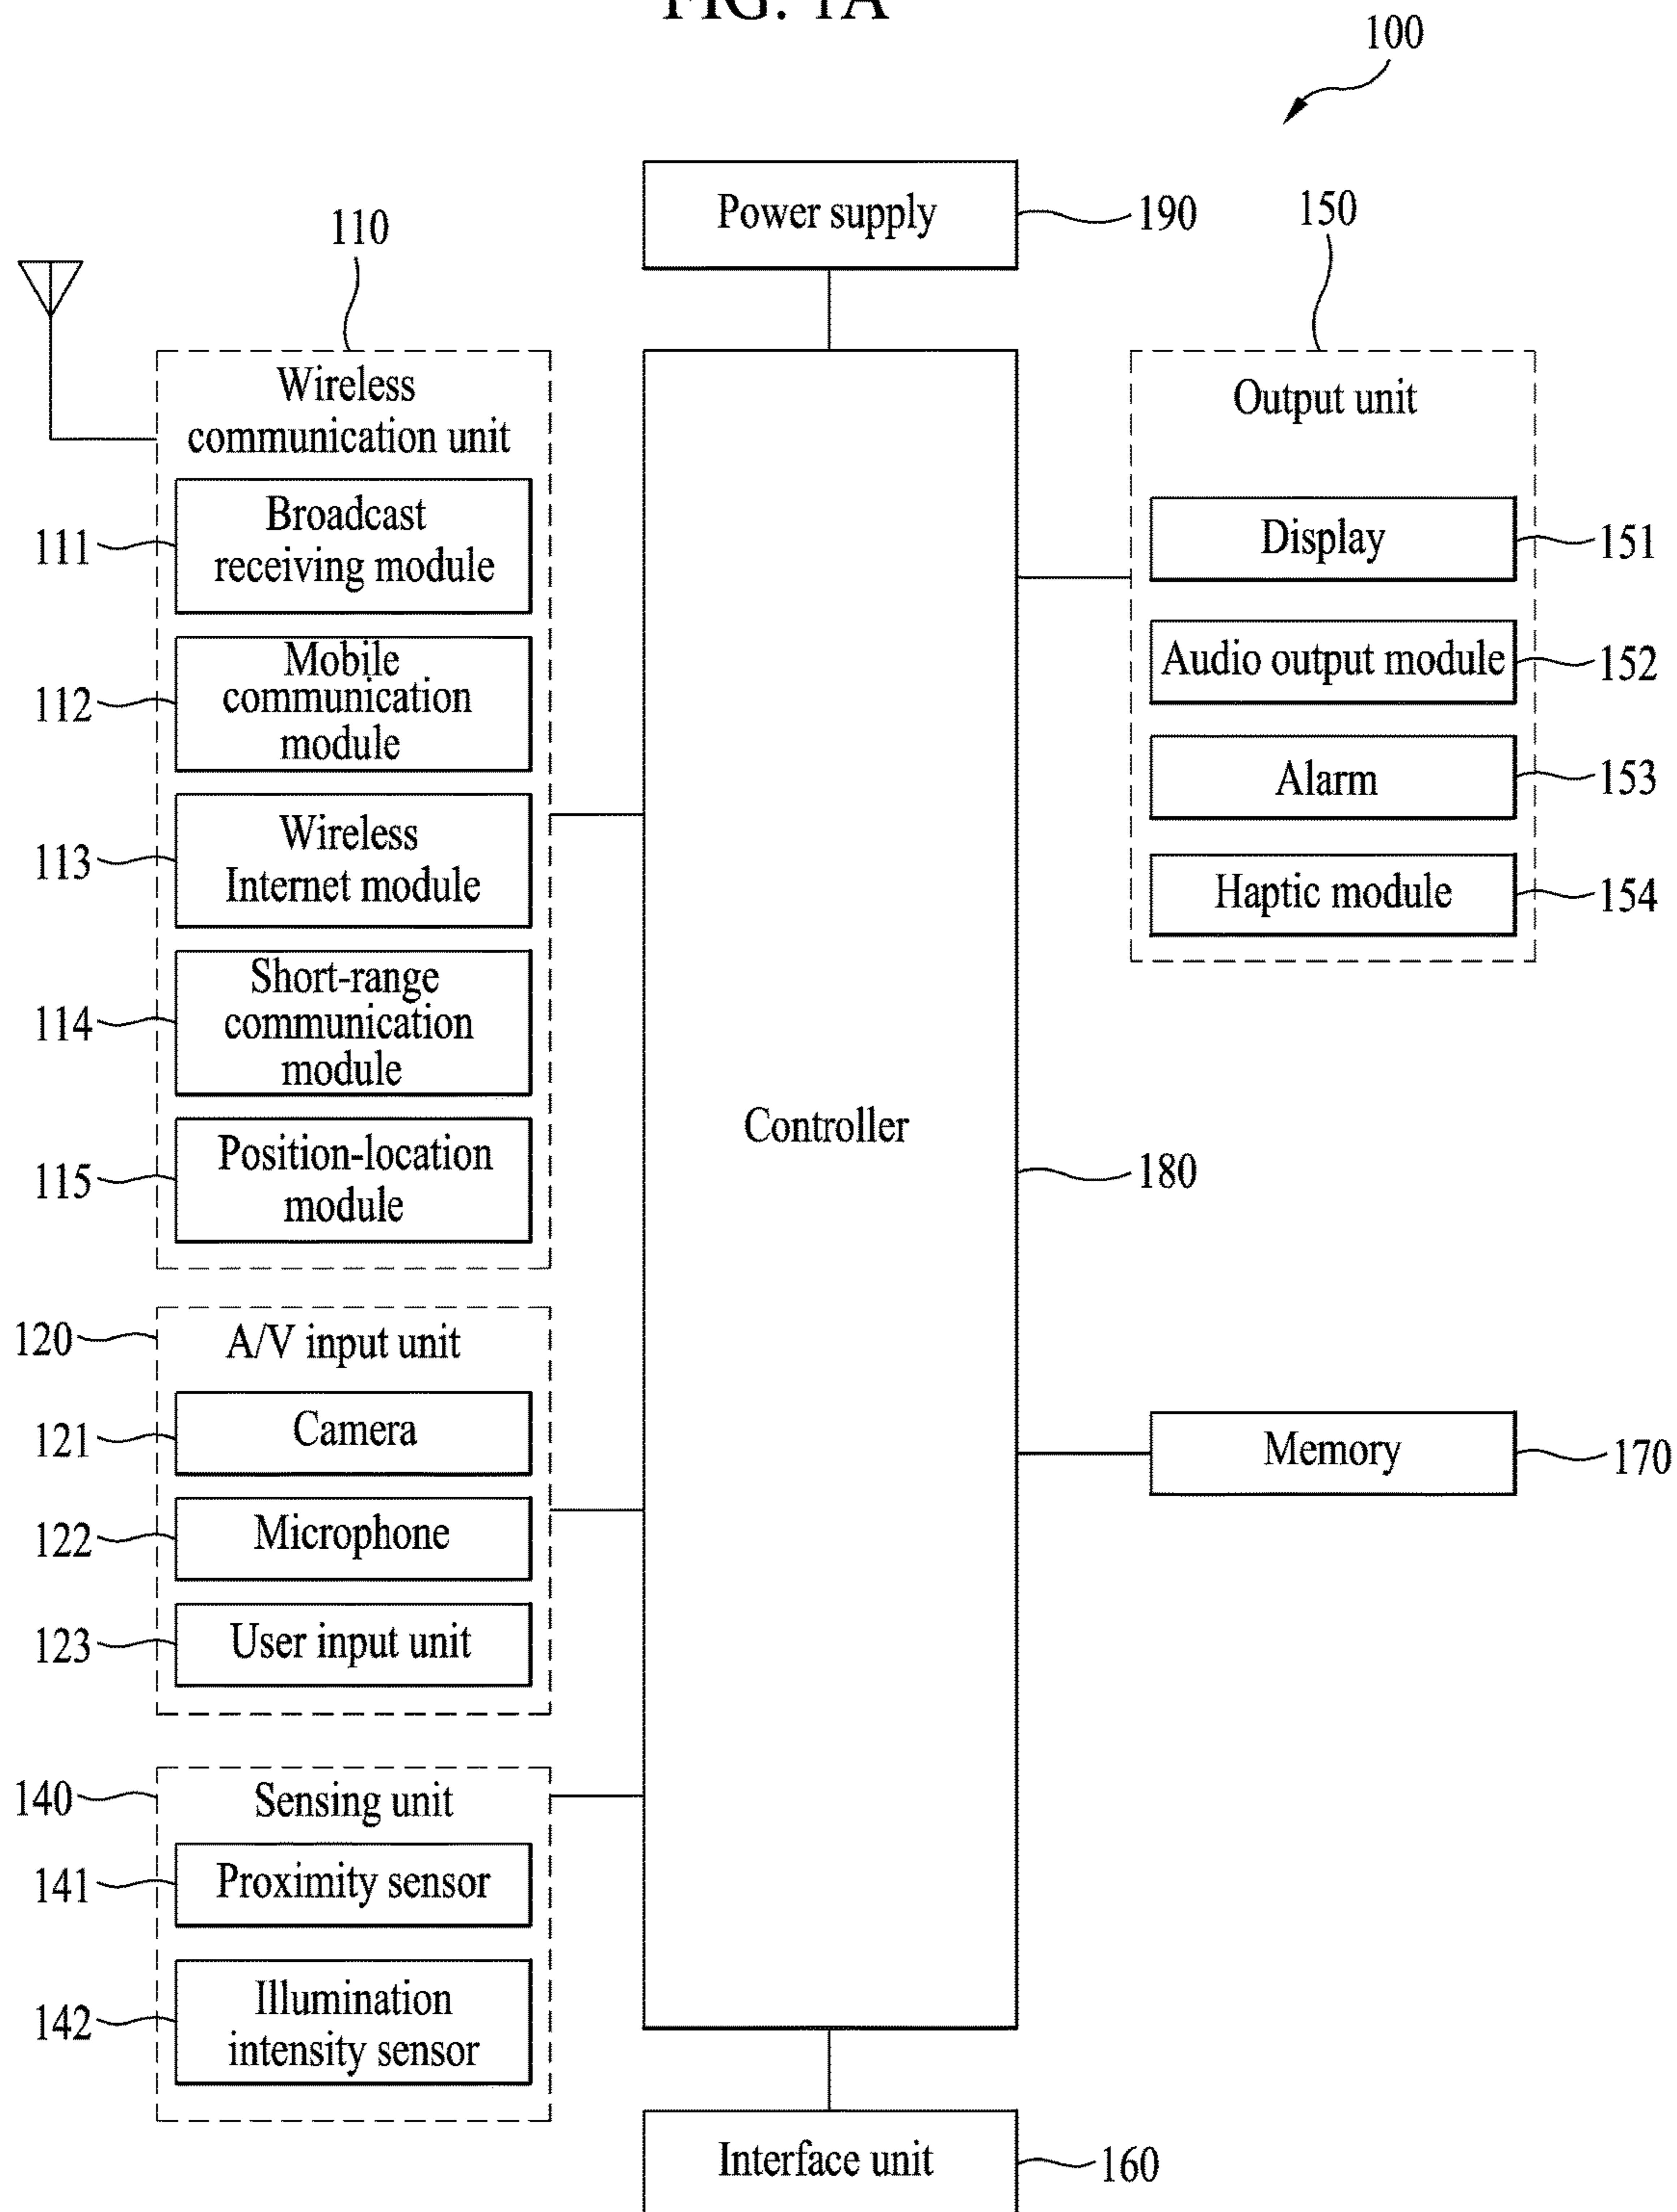 FIG. 1A
100
Power supply
190
110
150
Wireless
communication unit
Broadcast
receiving module
111
Mobile
communication
module
112
Wireless
Internet module
113
Short-range
communication
module
114
Position-location
module
115
120
A/V input unit
Camera
121
Microphone
122
User input unit
123
140
Sensing unit
Proximity sensor
141
Illumination
intensity sensor
142
Controller
180
Output unit
Display
151
Audio output module
152
Alarm
153
Haptic module
154
Memory
170
Interface unit
160